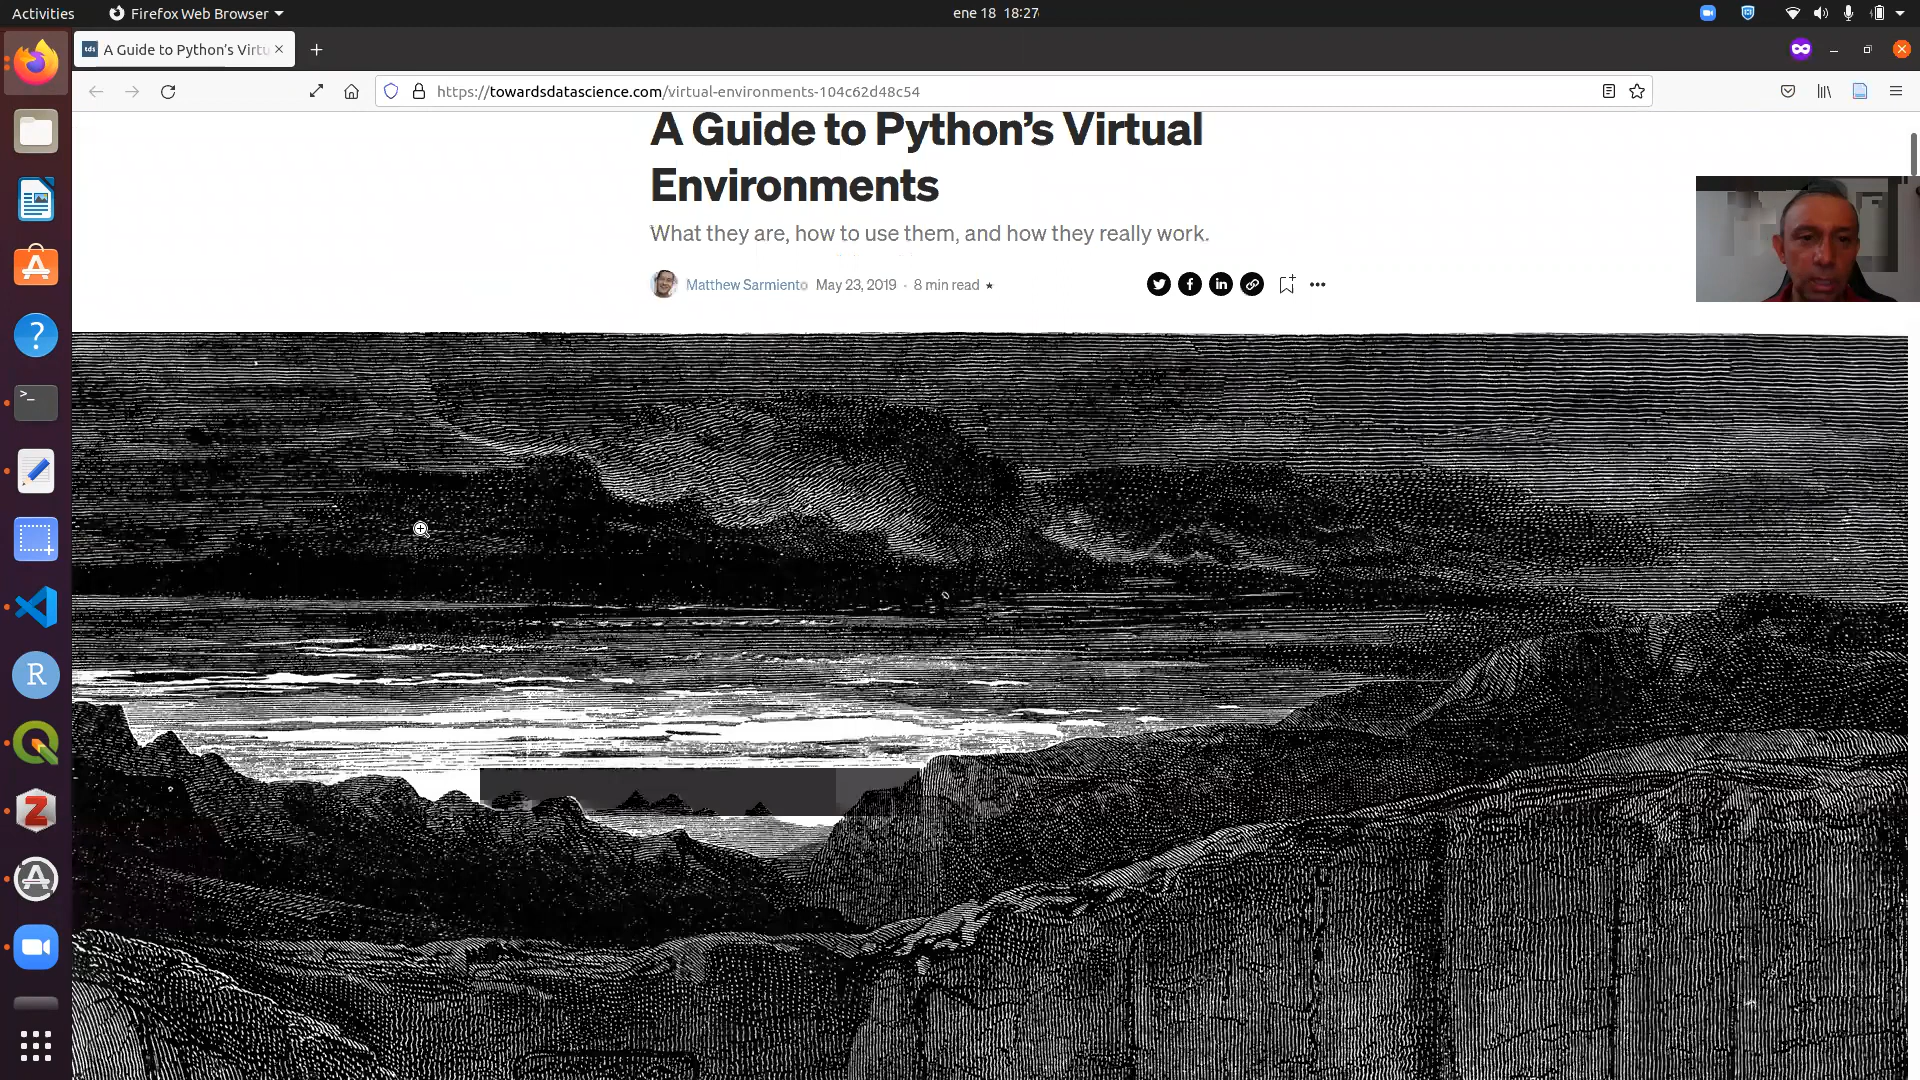 Activities
Firefox Web Browser
ene 18 18:27
tds
A Guide to Python's Virtu
https://towardsdatascience.com/virtual-environments-104c62d48c54
A Guide to Python’s Virtual
Environments
What they are, how to use them, and how they really work.
Matthew Sarmiento May 23, 2019 · 8 min read